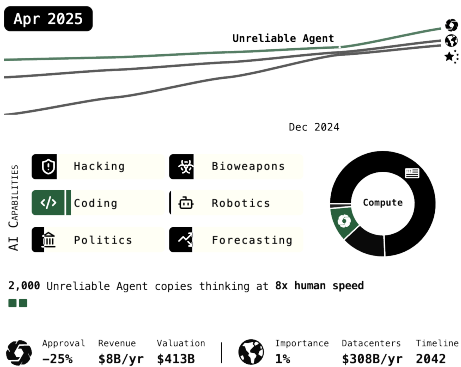 Apr 2025
Unreliable Agent
Dec 2024
AI Capabilities
Hacking
Bioweapons
Coding
Robotics
Politics
Forecasting
Compute
2,000 Unreliable Agent copies thinking at 8x human speed
Approval Revenue Valuation Importance Datacenters Timeline
-25% $8B/yr $413B 1% $308B/yr 2042